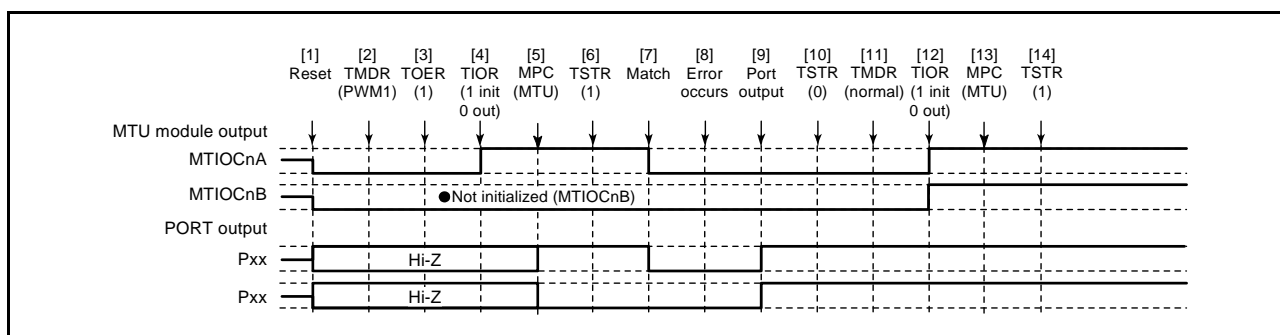 [1] [2] [3] [4] [5] [6] [7] [8] [9] [10] [11] [12] [13] [14]
Reset TMDR TOER TIOR MPC TSTR Match Error Port TSTR TMDR TIOR MPC TSTR
(PWM1) (1) (1 init (MTU) (1) occurs output (0) (normal) (1 init (MTU) (1)
0 out) 0 out)
MTU module output
MTIOCnA
MTIOCnB ●Not initialized (MTIOCnB)
PORT output
Pxx Hi-Z
Pxx Hi-Z